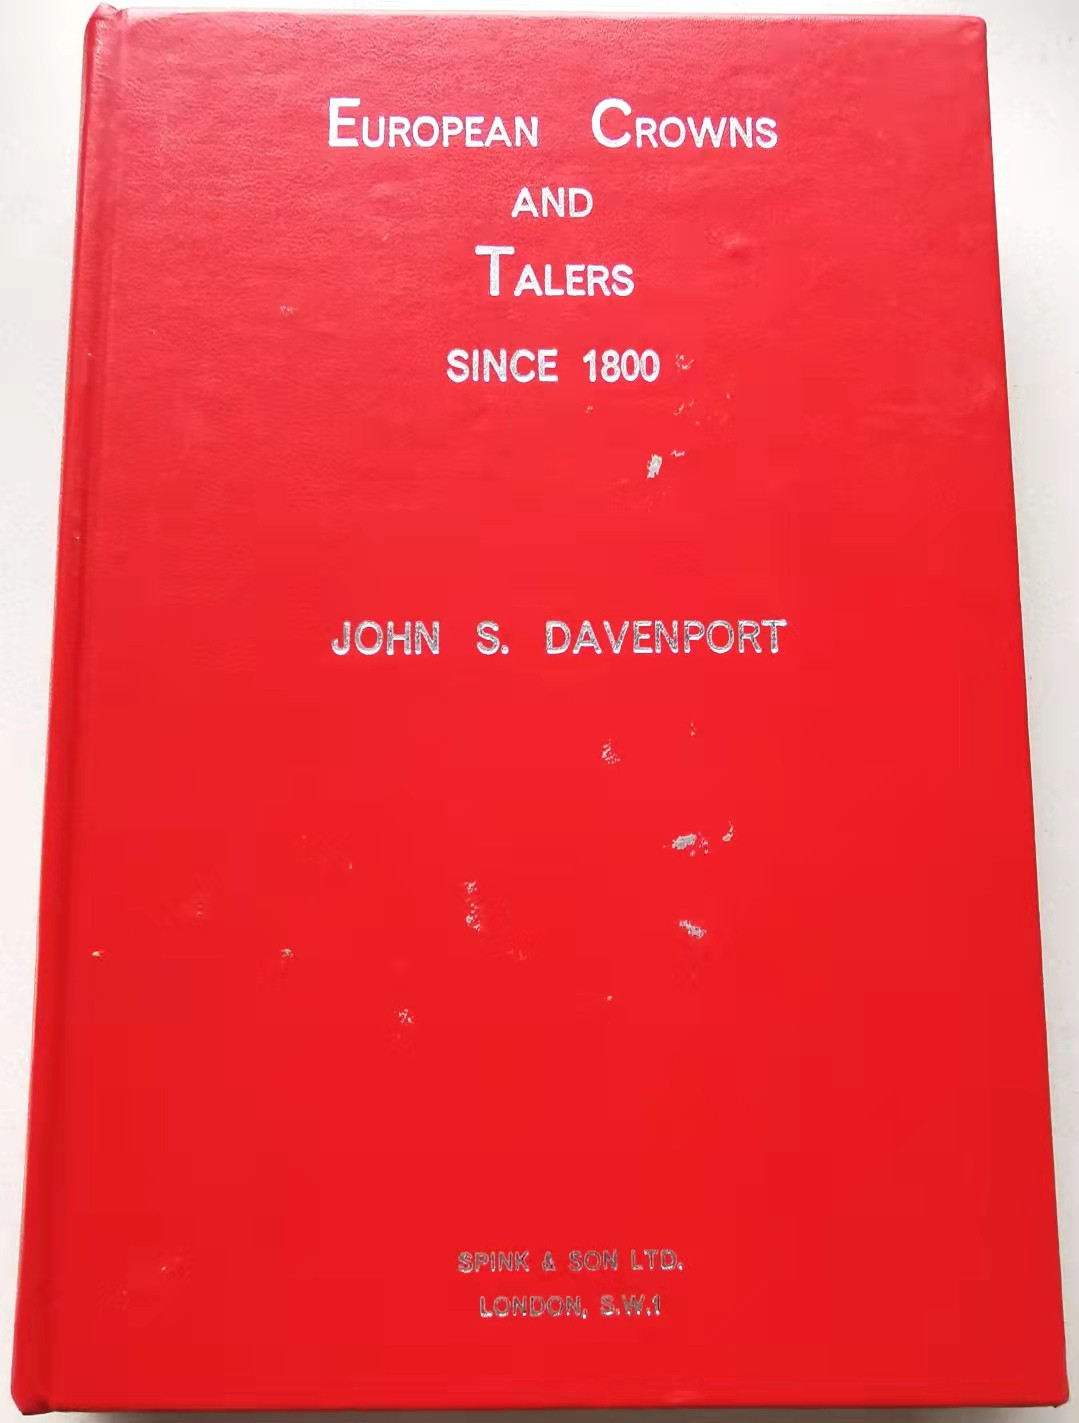 EUROPEAN CROWNS
AND
TALERS
SINCE 1800
JOHN S. DAVENPORT
SPINK & SON LTD.
LONDON, S.W.1